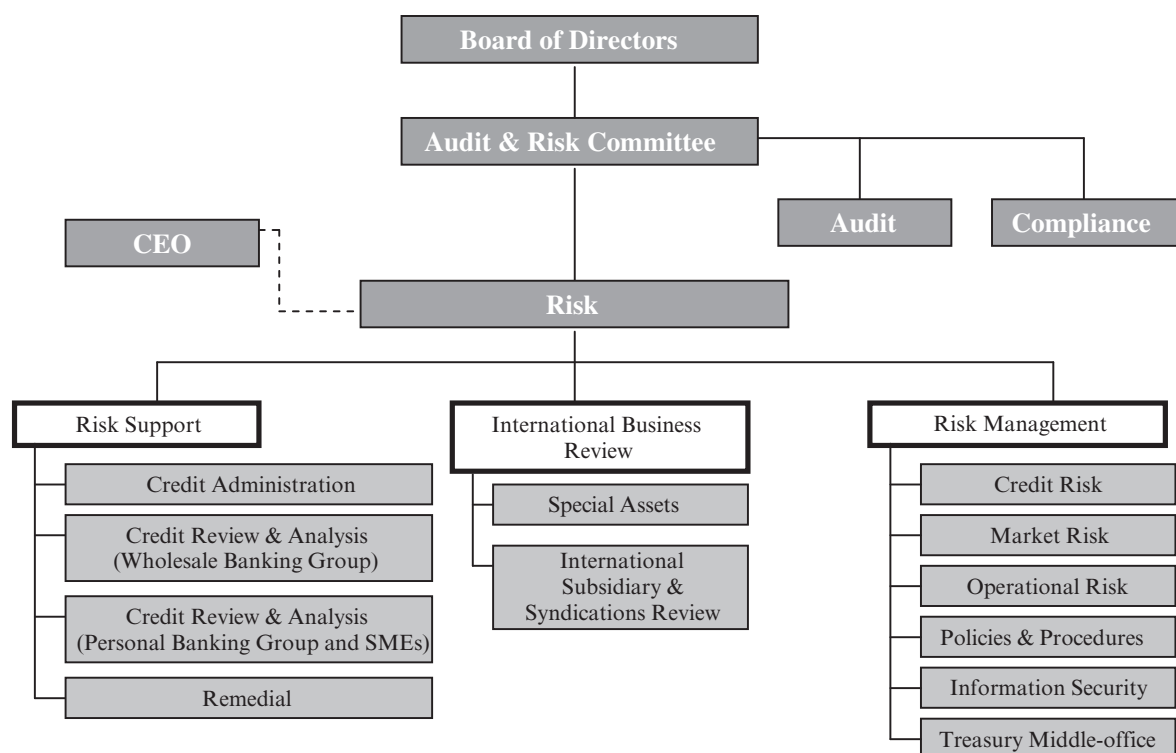 Board of Directors
Audit & Risk Committee
Audit
Compliance
CEO
Risk
Risk Support
Credit Administration
Credit Review & Analysis
(Wholesale Banking Group)
Credit Review & Analysis
(Personal Banking Group and SMEs)
Remedial
International Business
Review
Special Assets
International
Subsidiary &
Syndications Review
Risk Management
Credit Risk
Market Risk
Operational Risk
Policies & Procedures
Information Security
Treasury Middle-office